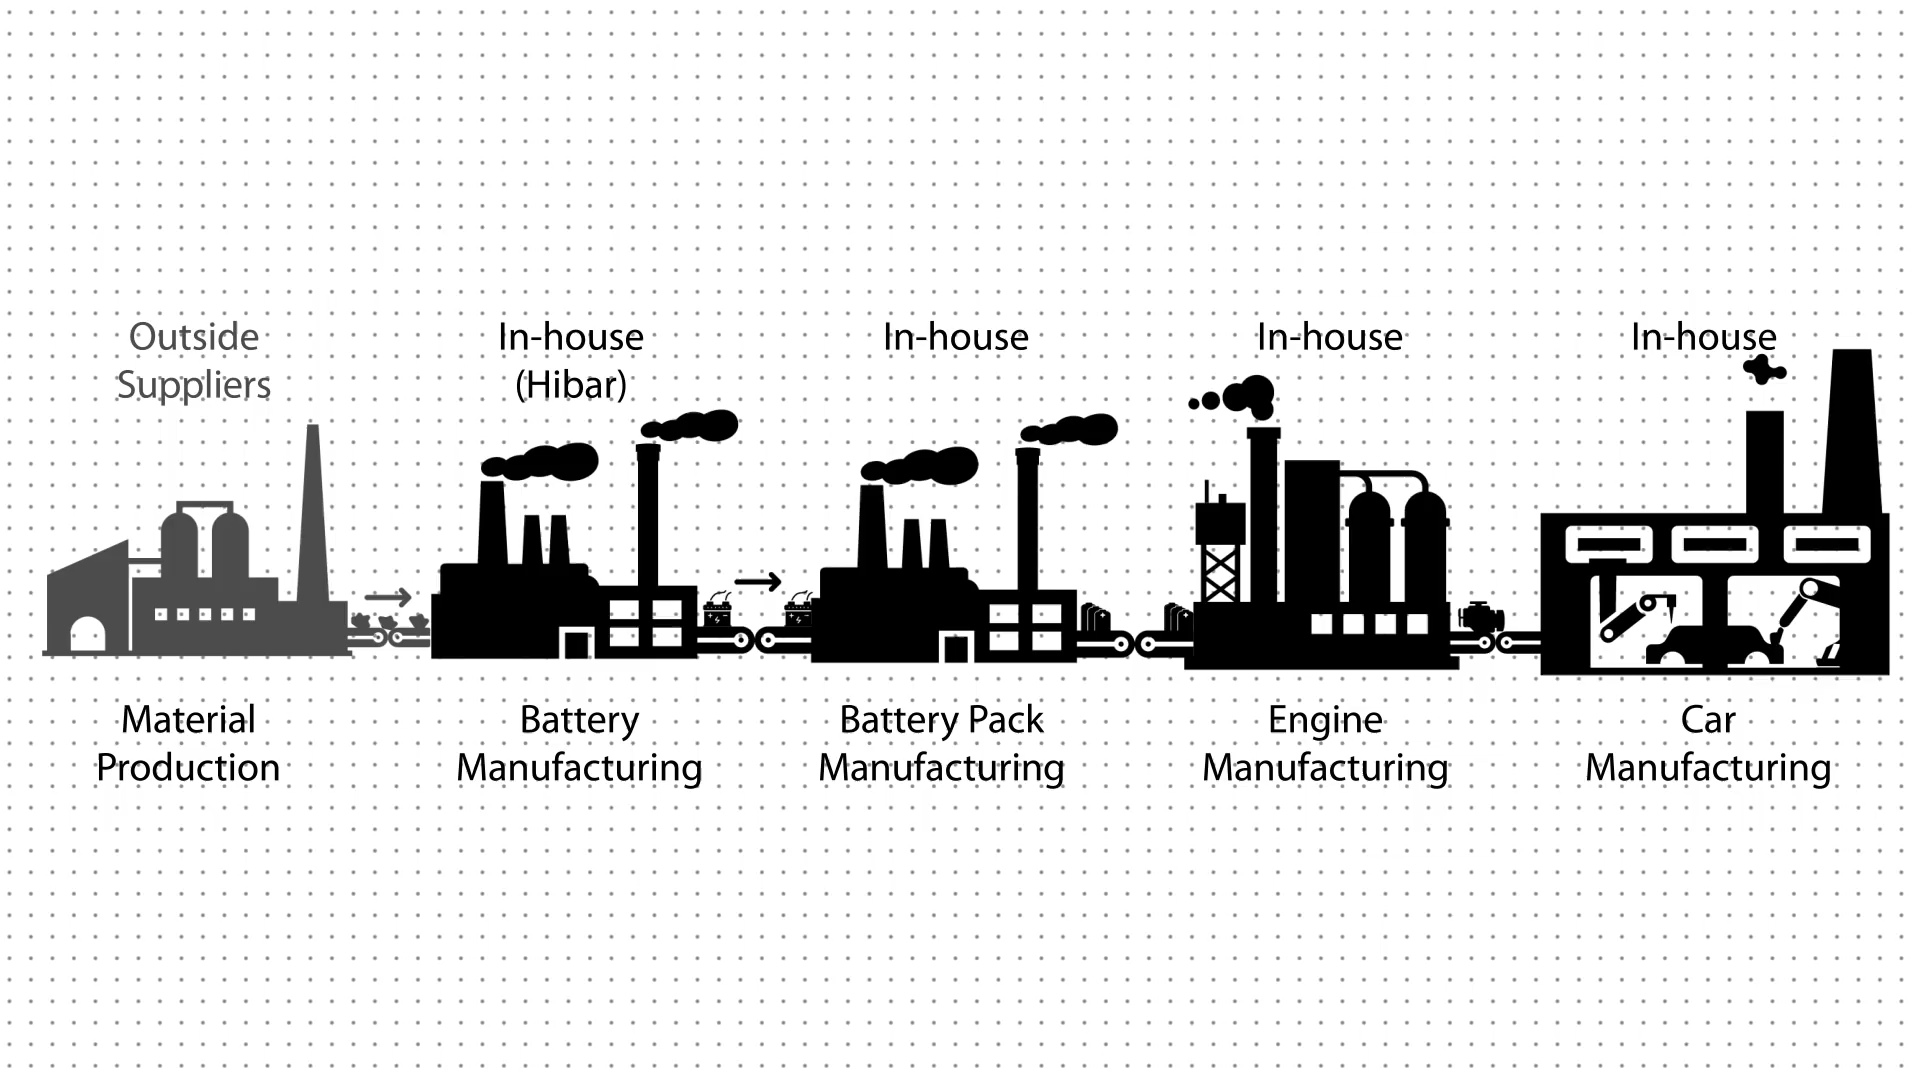 Outside
Suppliers
In-house
(Hibar)
In-house
In-house
In-house
Material
Production
Battery
Manufacturing
Battery Pack
Manufacturing
Engine
Manufacturing
Car
Manufacturing